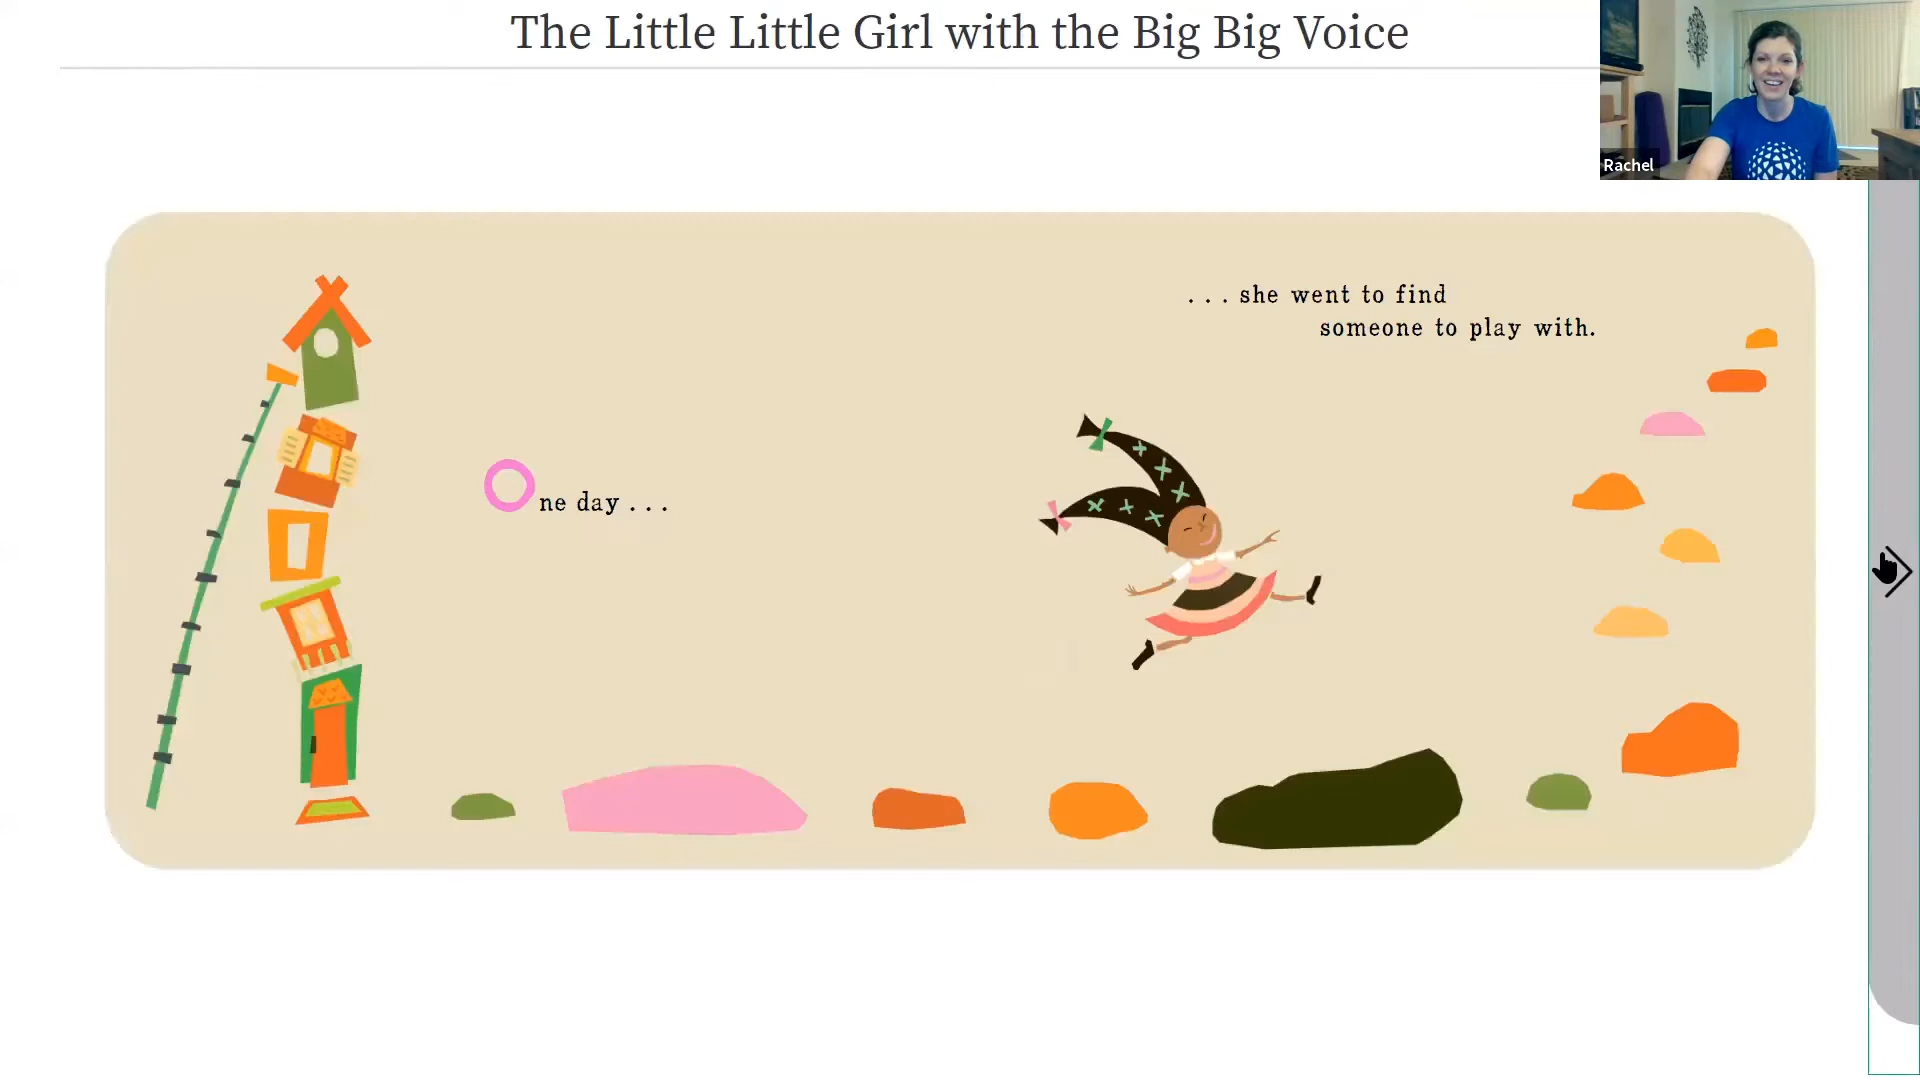 The Little Little Girl with the Big Big Voice
Rachel
One day . . .
. . . she went to find
someone to play with.